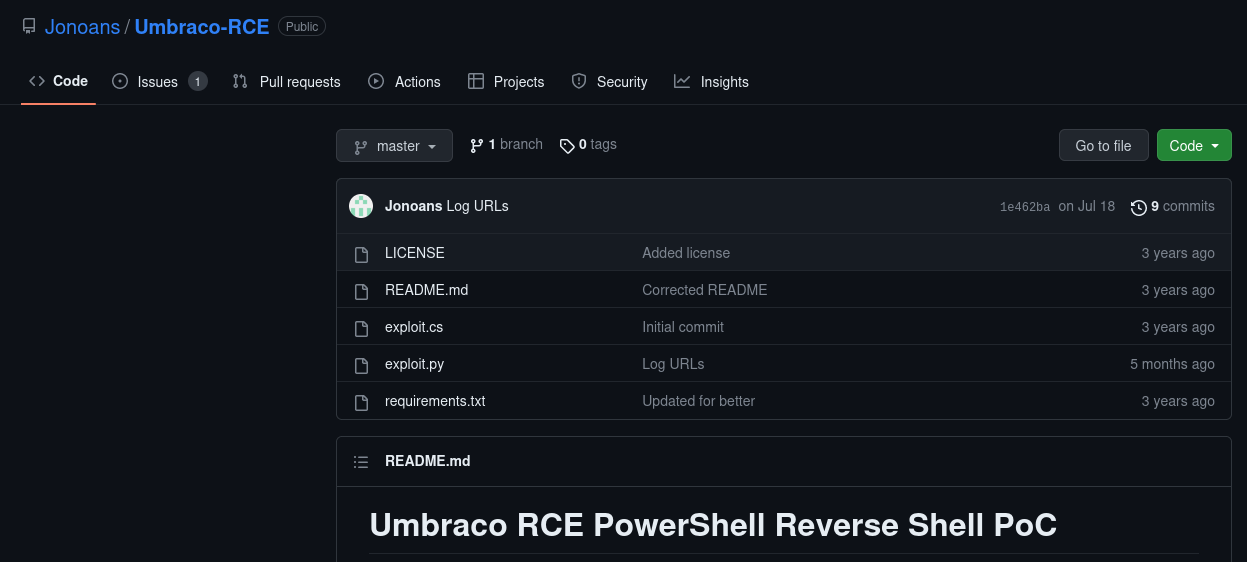 Jonoans / Umbraco-RCE Public
Code Issues 1 Pull requests Actions Projects Security Insights
master 1 branch 0 tags Go to file Code
Jonoans Log URLs 1e462ba on Jul 18 9 commits
LICENSE Added license 3 years ago
README.md Corrected README 3 years ago
exploit.cs Initial commit 3 years ago
exploit.py Log URLs 5 months ago
requirements.txt Updated for better 3 years ago
README.md
Umbraco RCE PowerShell Reverse Shell PoC